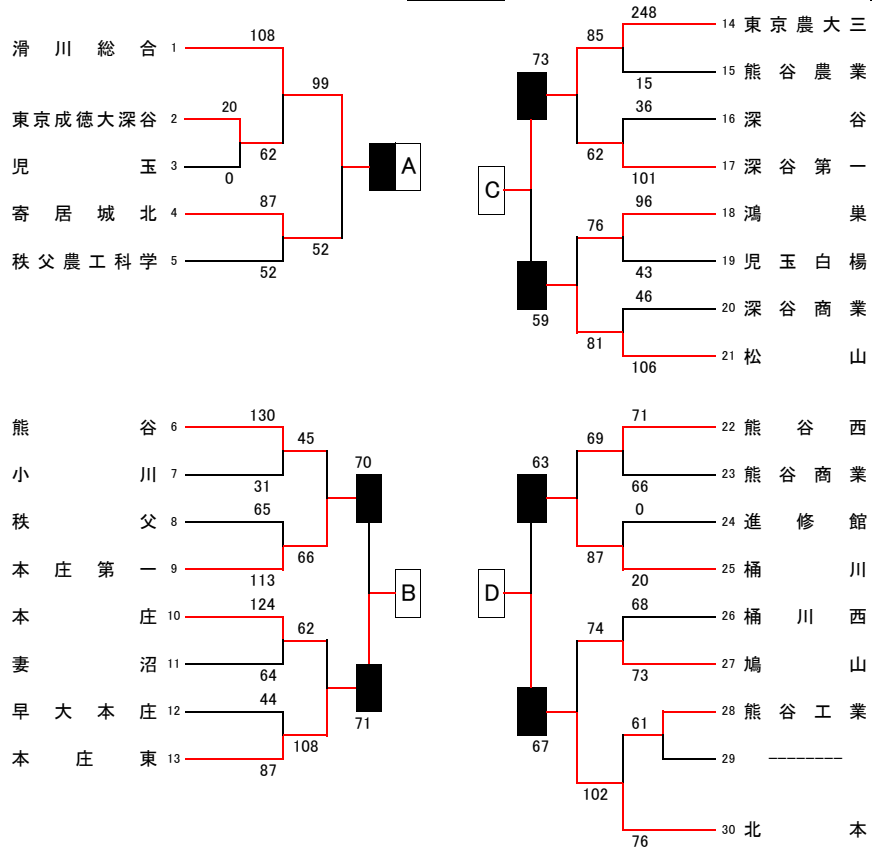 108
滑川総合 1
99
20
東京成徳大深谷 2
62
児玉 3
0
A
87
寄居城北 4
52
秩父農工科学 5
52
248
14 東京農大三
85
73
15 熊谷農業
15
36
16 深谷
62
17 深谷第一
101
C
96
18 鴻巣
76
19 児玉白楊
43
46
59
20 深谷商業
81
21 松山
106
130
熊谷 6
45
70
小川 7
31
65
秩父 8
66
本庄第一 9
113
B
124
本庄 10
62
妻沼 11
64
44
早大本庄 12
71
108
本庄東 13
87
71
22 熊谷西
69
63
23 熊谷商業
66
0
24 進修館
87
25 桶川
20
D
68
26 桶川西
74
27 鳩山
73
28 熊谷工業
61
67
29 --------
102
30 北本
76